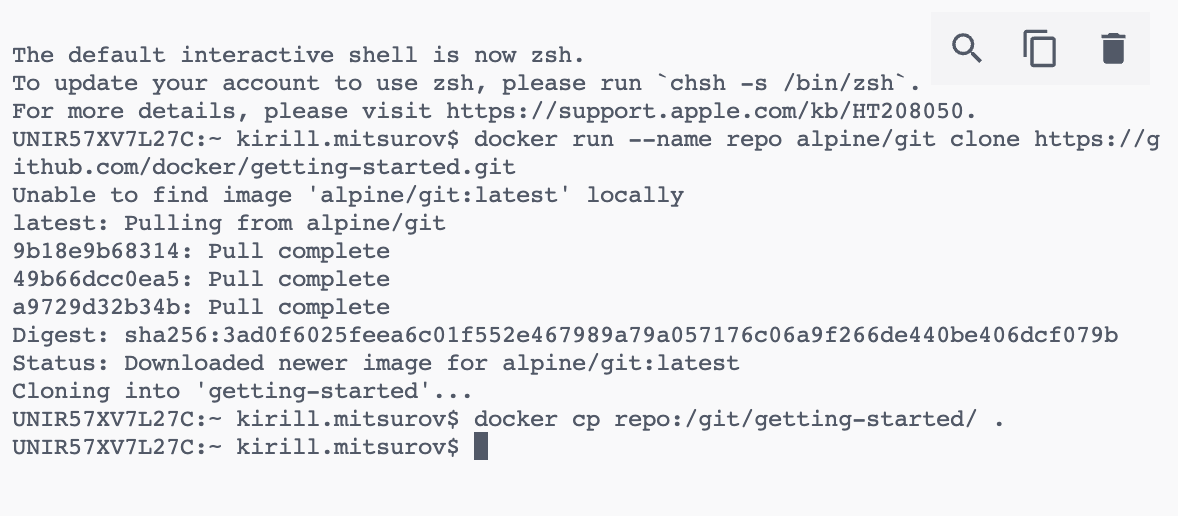 The default interactive shell is now zsh.
To update your account to use zsh, please run `chsh -s /bin/zsh`.
For more details, please visit https://support.apple.com/kb/HT208050.
UNIR57XV7L27C:~ kirill.mitsurov$ docker run --name repo alpine/git clone https://g
ithub.com/docker/getting-started.git
Unable to find image 'alpine/git:latest' locally
latest: Pulling from alpine/git
9b18e9b68314: Pull complete
49b66dcc0ea5: Pull complete
a9729d32b34b: Pull complete
Digest: sha256:3ad0f6025feea6c01f552e467989a79a057176c06a9f266de440be406dcf079b
Status: Downloaded newer image for alpine/git:latest
Cloning into 'getting-started'...
UNIR57XV7L27C:~ kirill.mitsurov$ docker cp repo:/git/getting-started/ .
UNIR57XV7L27C:~ kirill.mitsurov$